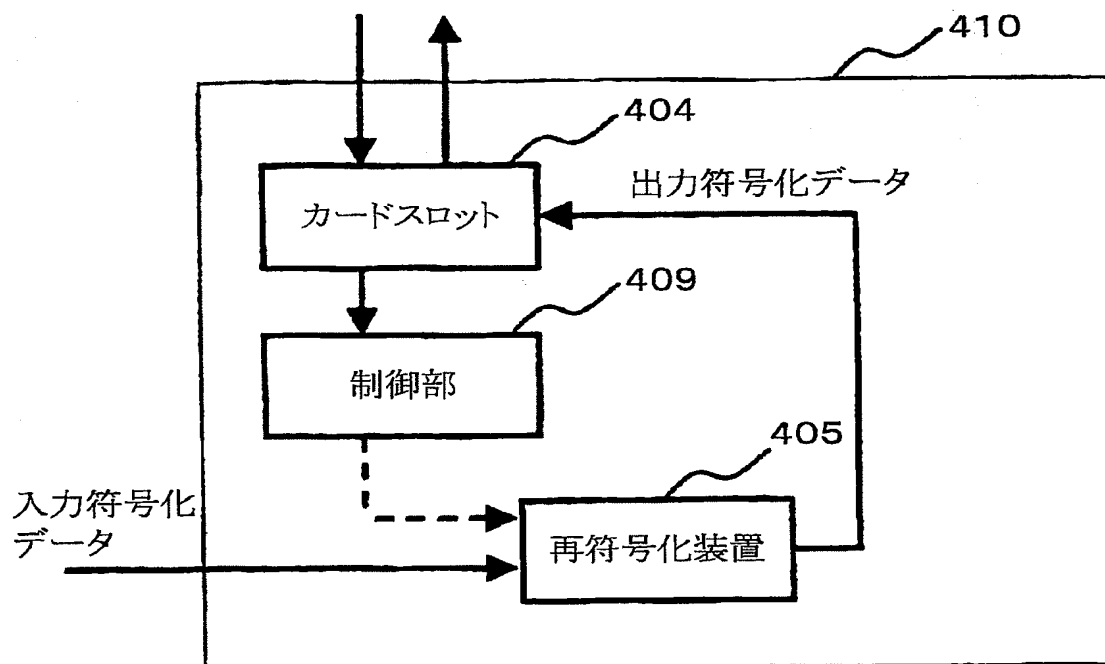 410
404
出力符号化データ
カードスロット
409
制御部
405
入力符号化
データ
再符号化装置